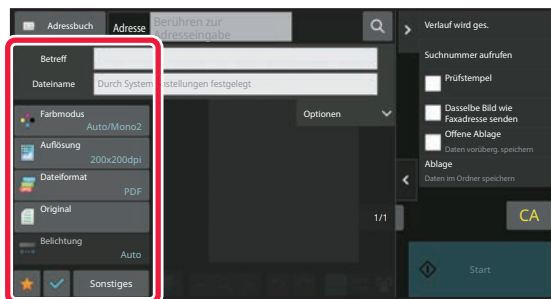 Adressbuch
Adresse
Berühren zur
Adresseingabe
Verlauf wird ges.
Betreff
Suchnummer aufrufen
Dateiname
Durch Systemeinstellungen festgelegt
Prüfstempel
Farbmodus
Auto/Mono2
Optionen
Dasselbe Bild wie
Faxadresse senden
Auflösung
200x200dpi
Offene Ablage
Daten vorüberg. speichern
Dateiformat
PDF
Ablage
Daten im Ordner speichern
Original
1/1
CA
Belichtung
Auto
Sonstiges
Start